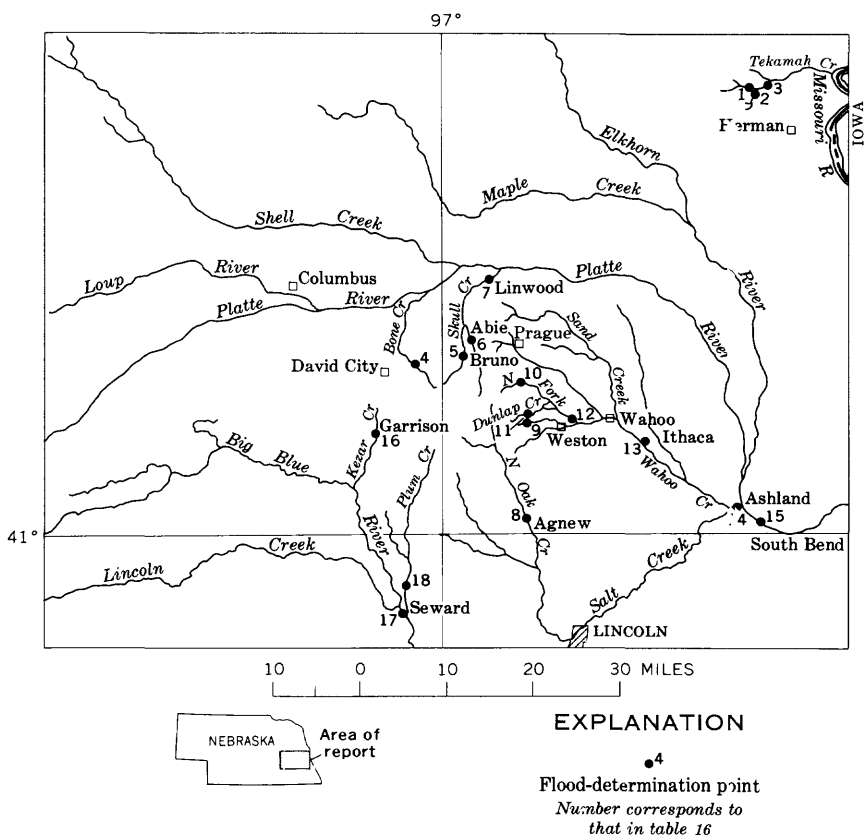 97°
Tekamah Cr
1
2
3
Missouri
R
IOWA
Herman
Elkhorn
River
Maple Creek
Shell Creek
Loup River
Columbus
Platte River
Platte River
Bone Cr
Skull Cr
7 Linwood
Abie
6
5
Bruno
Prague
Sand Creek
David City
4
10
N Fork
Dunlap Cr
11
9
12
Weston
Wahoo
Ithaca
13
Wahoo Cr
Garrison
16
Kezar Cr
Plum Cr
Big Blue River
N Oak Cr
8
Agnew
Ashland
4
15
South Bend
41°
Lincoln Creek
Salt Creek
18
17
Seward
LINCOLN
10 0 10 20 30 MILES
NEBRASKA
Area of
report
EXPLANATION
4
Flood-determination point
Number corresponds to
that in table 16